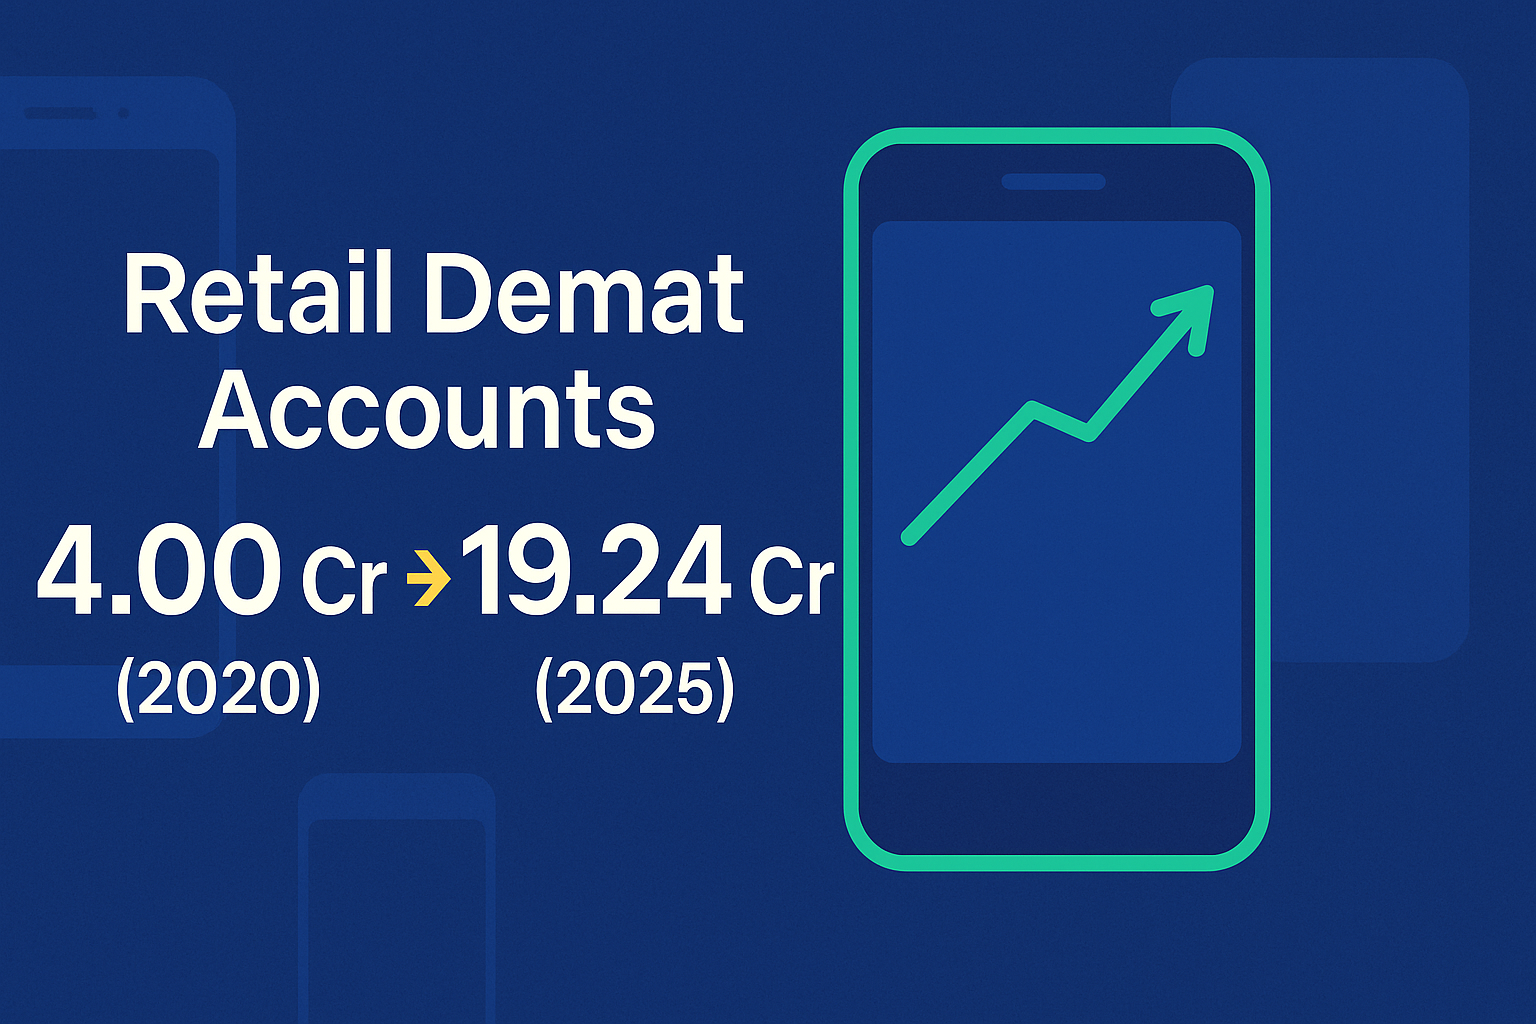 Retail Demat
Accounts
4.00 Cr → 19.24 Cr
(2020) (2025)